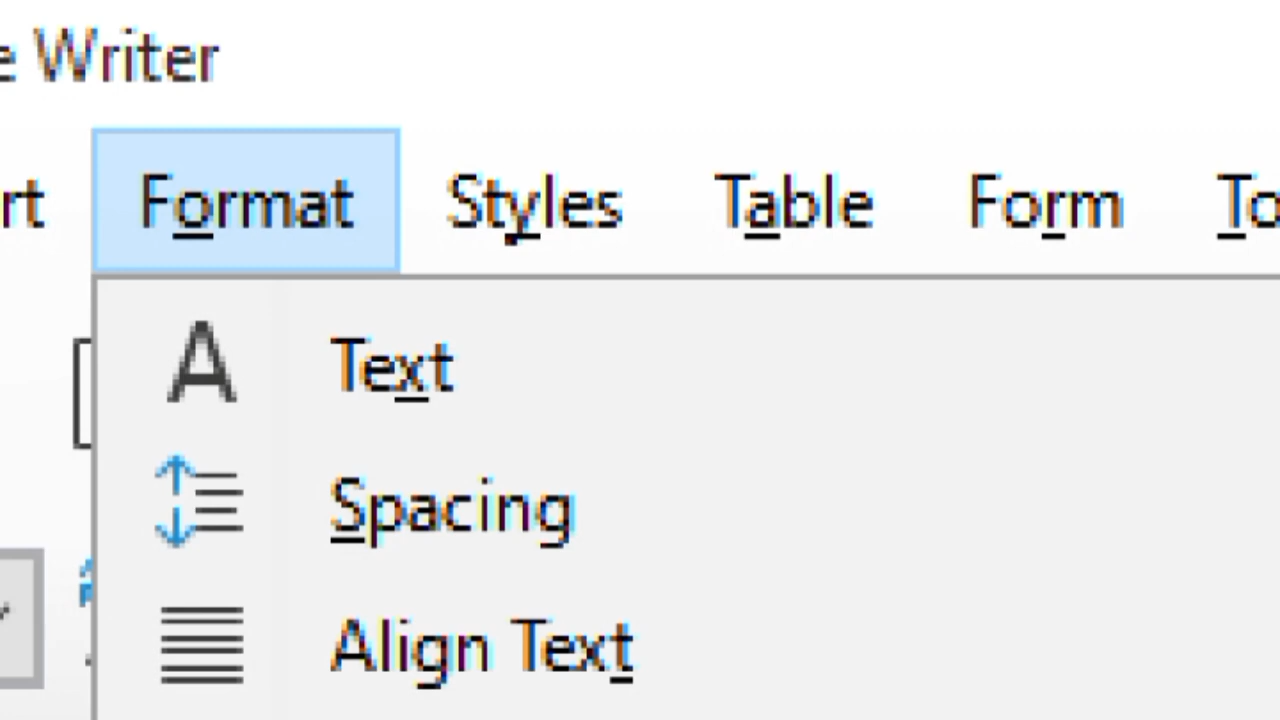 e Writer
rt Format Styles Table Form To
Text
Spacing
Align Text